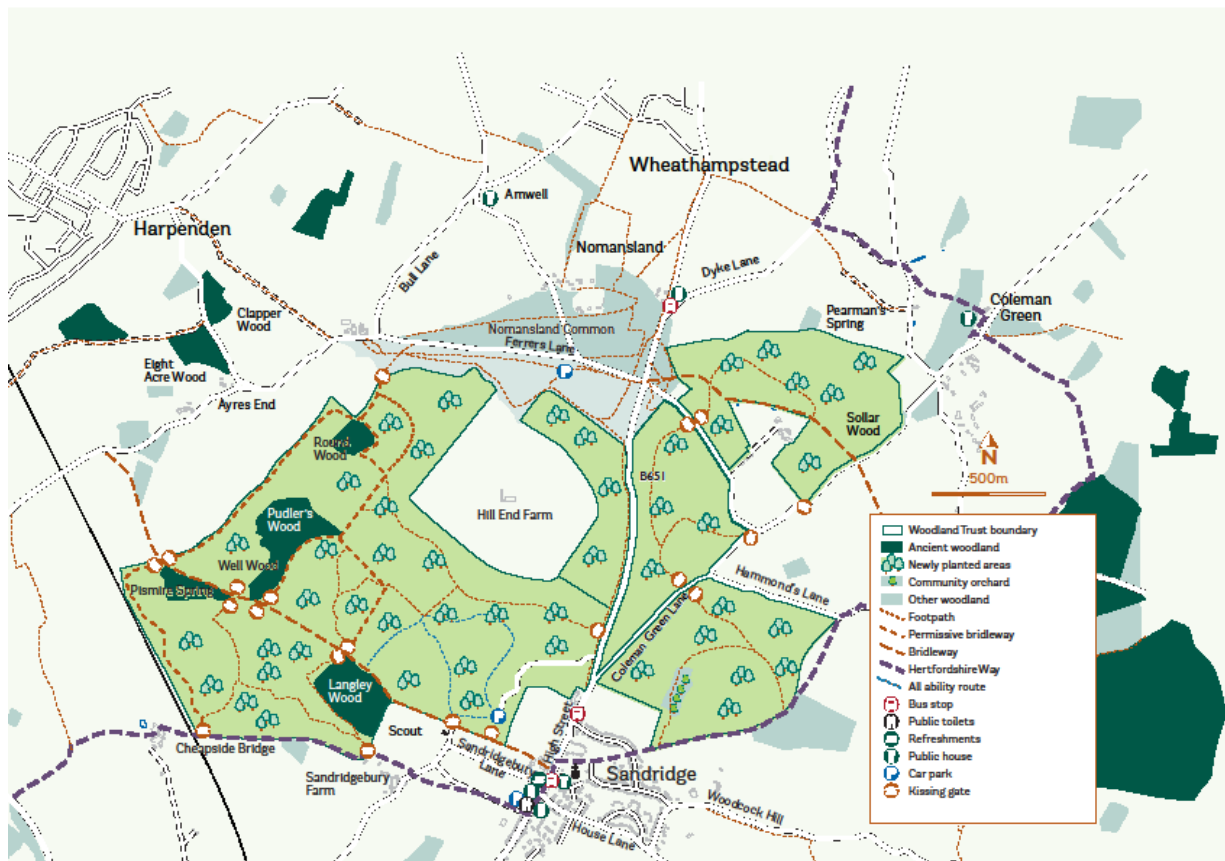 Wheathampstead
Amwell
Harpenden
Nomansland
Bull Lane
Dyke Lane
Coleman
Green
Pearman's
Spring
Clapper
Wood
Nomansland Common
Ferrers Lane
Eight
Acre Wood
Ayres End
Sollar
Wood
Round
Wood
N
500m
B651
Hill End Farm
Pudler's
Wood
Well Wood
Pismire Spring
Hammond's Lane
Coleman Green Lane
Langley
Wood
Scout
High Street
Cheapside Bridge
Sandridgebury
Lane
Sandridgebury
Farm
Sandridge
Woodcock Hill
House Lane
Woodland Trust boundary
Ancient woodland
Newly planted areas
Community orchard
Other woodland
Footpath
Permissive bridleway
Bridleway
Hertfordshire Way
All ability route
Bus stop
Public toilets
Refreshments
Public house
Car park
Kissing gate